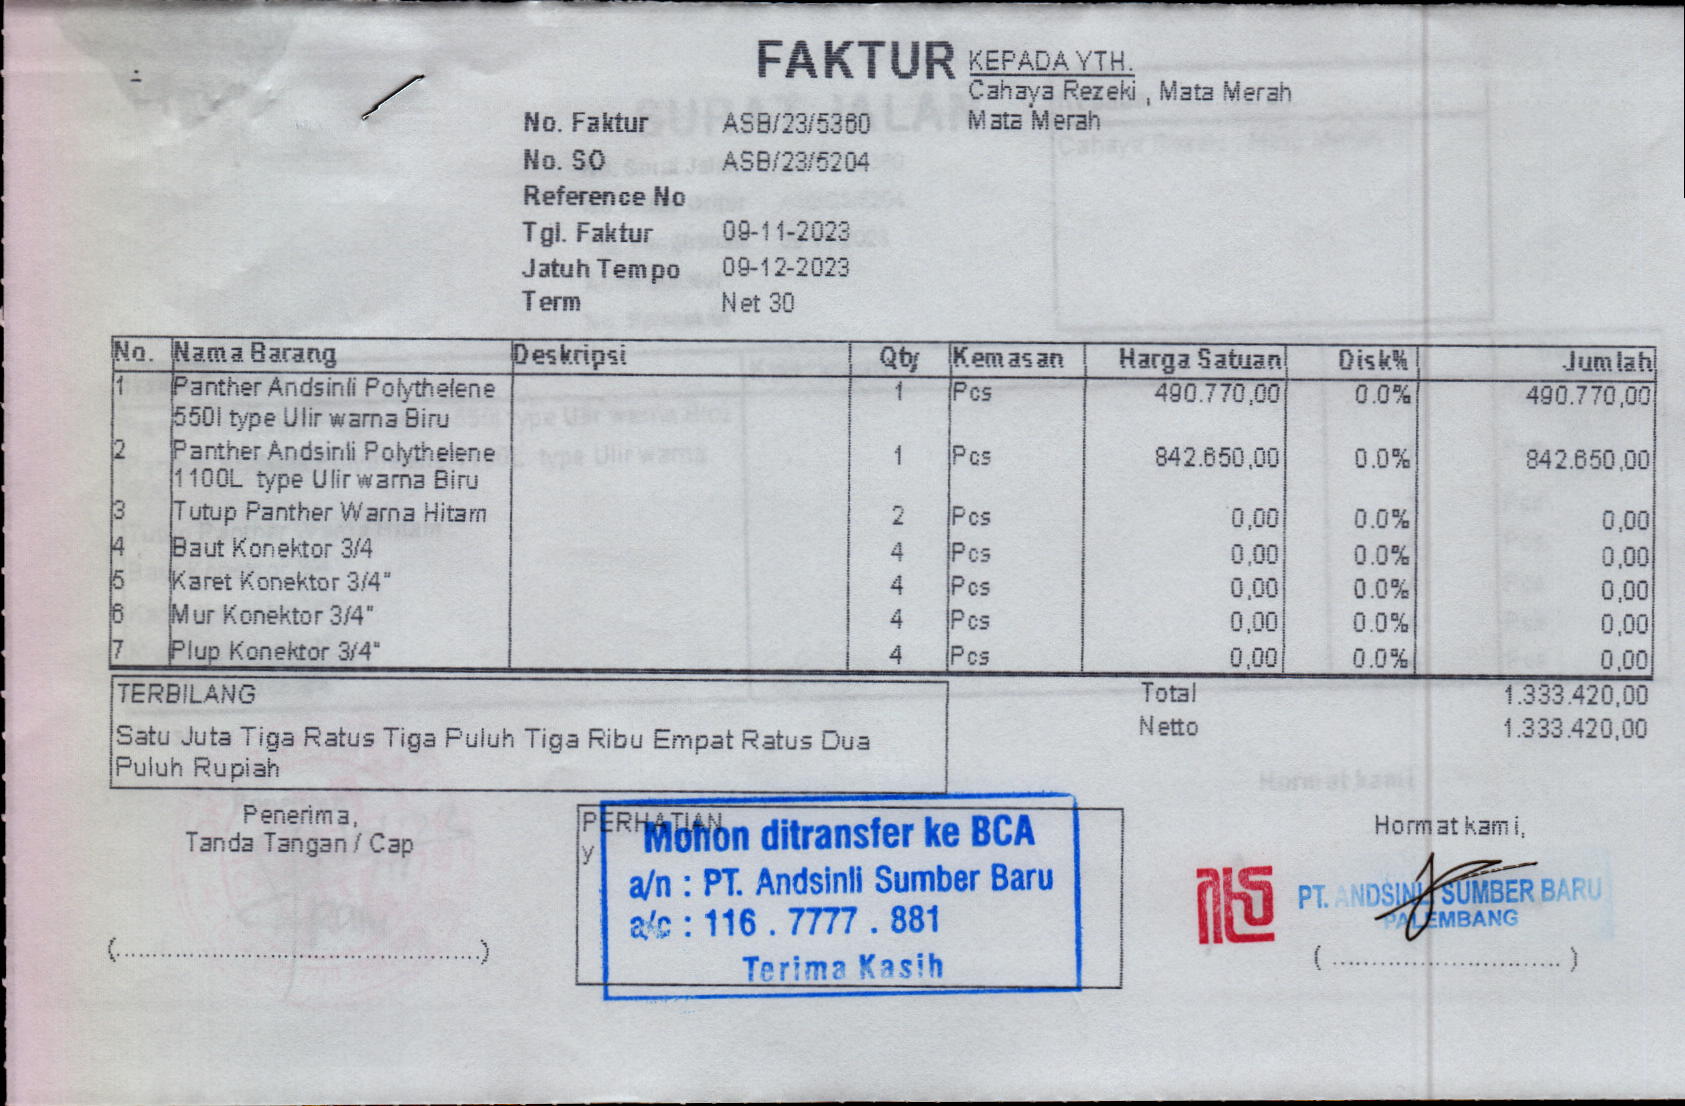 FAKTUR
KEPADA YTH.
Cahaya Rezeki , Mata Merah
Mata Merah
No. Faktur ASB/23/5360
No. SO ASB/23/5204
Reference No
Tgl. Faktur 09-11-2023
Jatuh Tempo 09-12-2023
Term Net 30
No. Nama Barang Deskripsi Qty Kemasan Harga Satuan Disk% Jumlah
1 Panther Andsinli Polythelene 1 Pcs 490.770,00 0.0% 490.770,00
550l type Ulir warna Biru
2 Panther Andsinli Polythelene 1 Pcs 842.650,00 0.0% 842.650,00
1100L type Ulir warna Biru
3 Tutup Panther Warna Hitam 2 Pcs 0,00 0.0% 0,00
4 Baut Konektor 3/4 4 Pcs 0,00 0.0% 0,00
5 Karet Konektor 3/4" 4 Pcs 0,00 0.0% 0,00
6 Mur Konektor 3/4" 4 Pcs 0,00 0.0% 0,00
7 Plup Konektor 3/4" 4 Pcs 0,00 0.0% 0,00
TERBILANG
Satu Juta Tiga Ratus Tiga Puluh Tiga Ribu Empat Ratus Dua
Puluh Rupiah
Total 1.333.420,00
Netto 1.333.420,00
Penerima,
Tanda Tangan / Cap
(.................................................)
PERHATIAN
y
Mohon ditransfer ke BCA
a/n : PT. Andsinli Sumber Baru
a/c : 116 . 7777 . 881
Terima Kasih
Hormat kami,
PT. ANDSINLI SUMBER BARU
PALEMBANG
( ............................... )